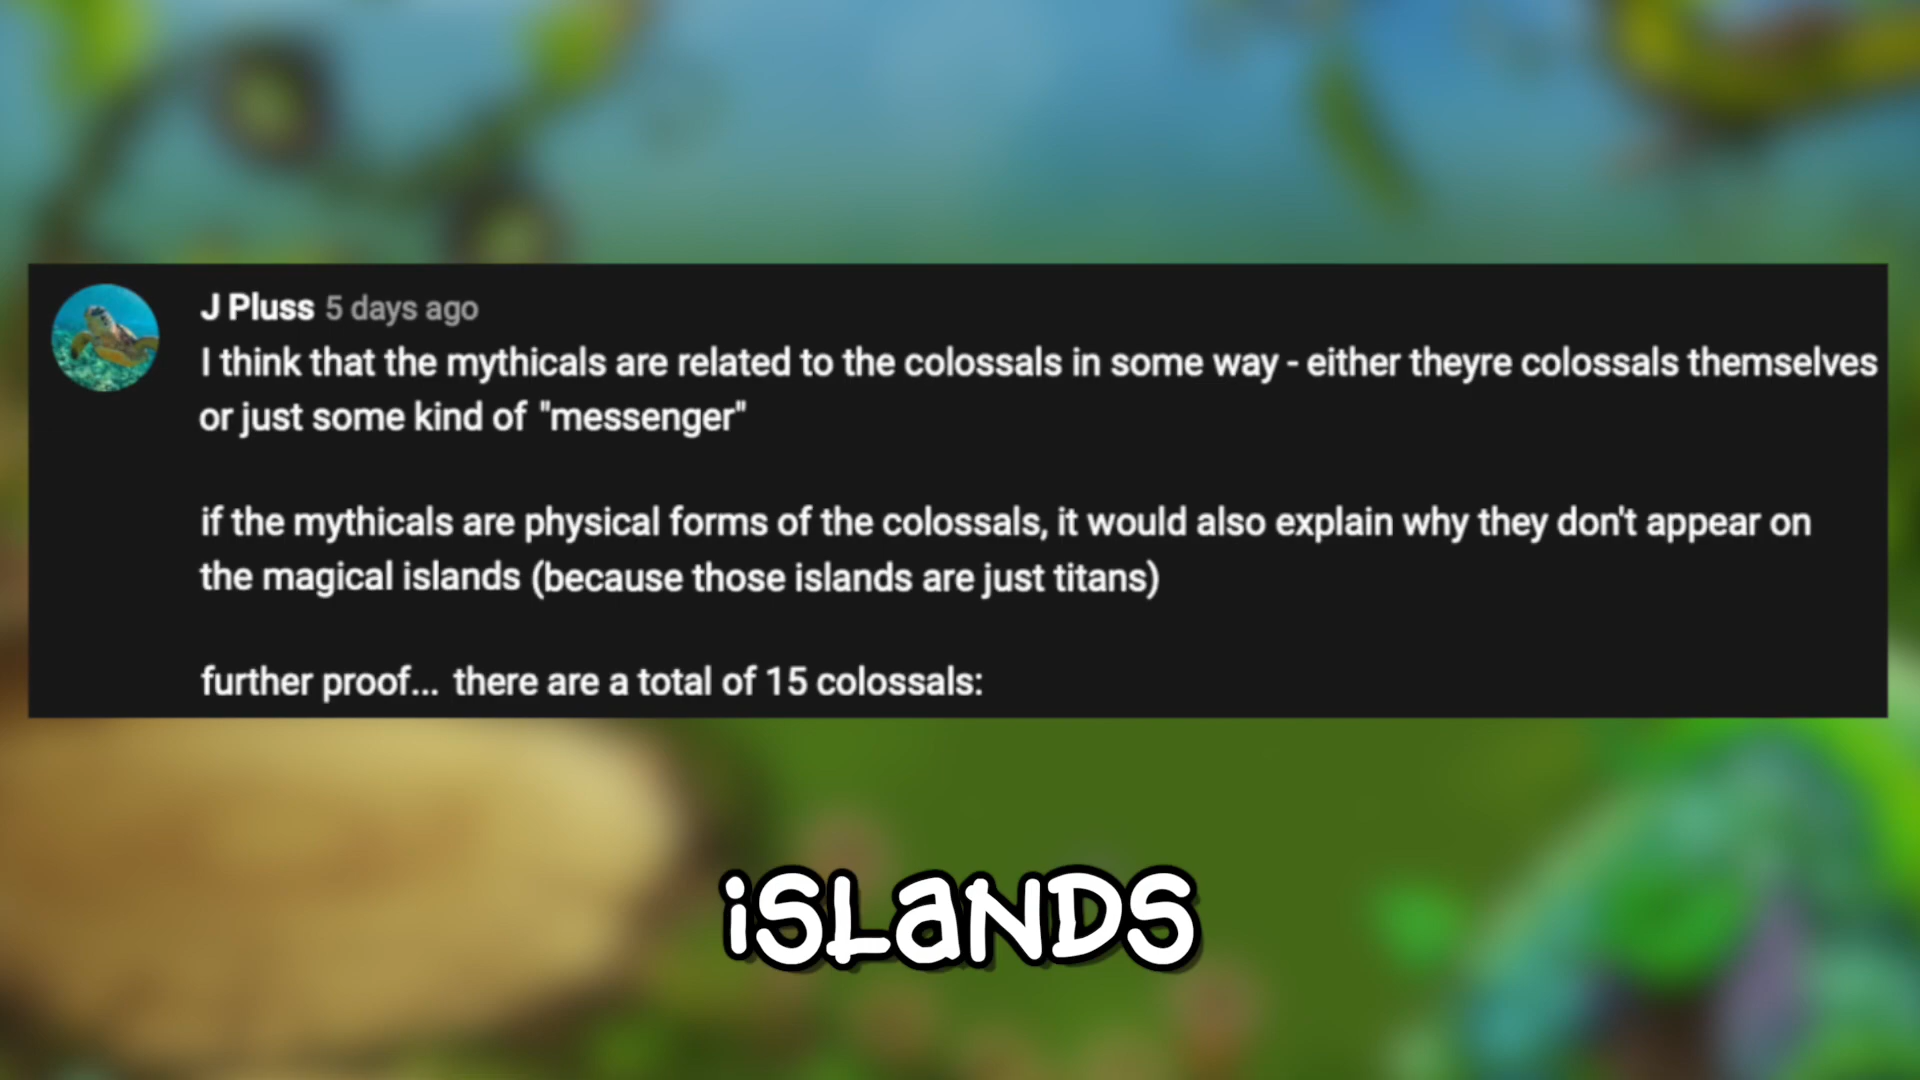 J Pluss 5 days ago
I think that the mythicals are related to the colossals in some way - either theyre colossals themselves
or just some kind of "messenger"
if the mythicals are physical forms of the colossals, it would also explain why they don't appear on
the magical islands (because those islands are just titans)
further proof... there are a total of 15 colossals:
iSLaNDS